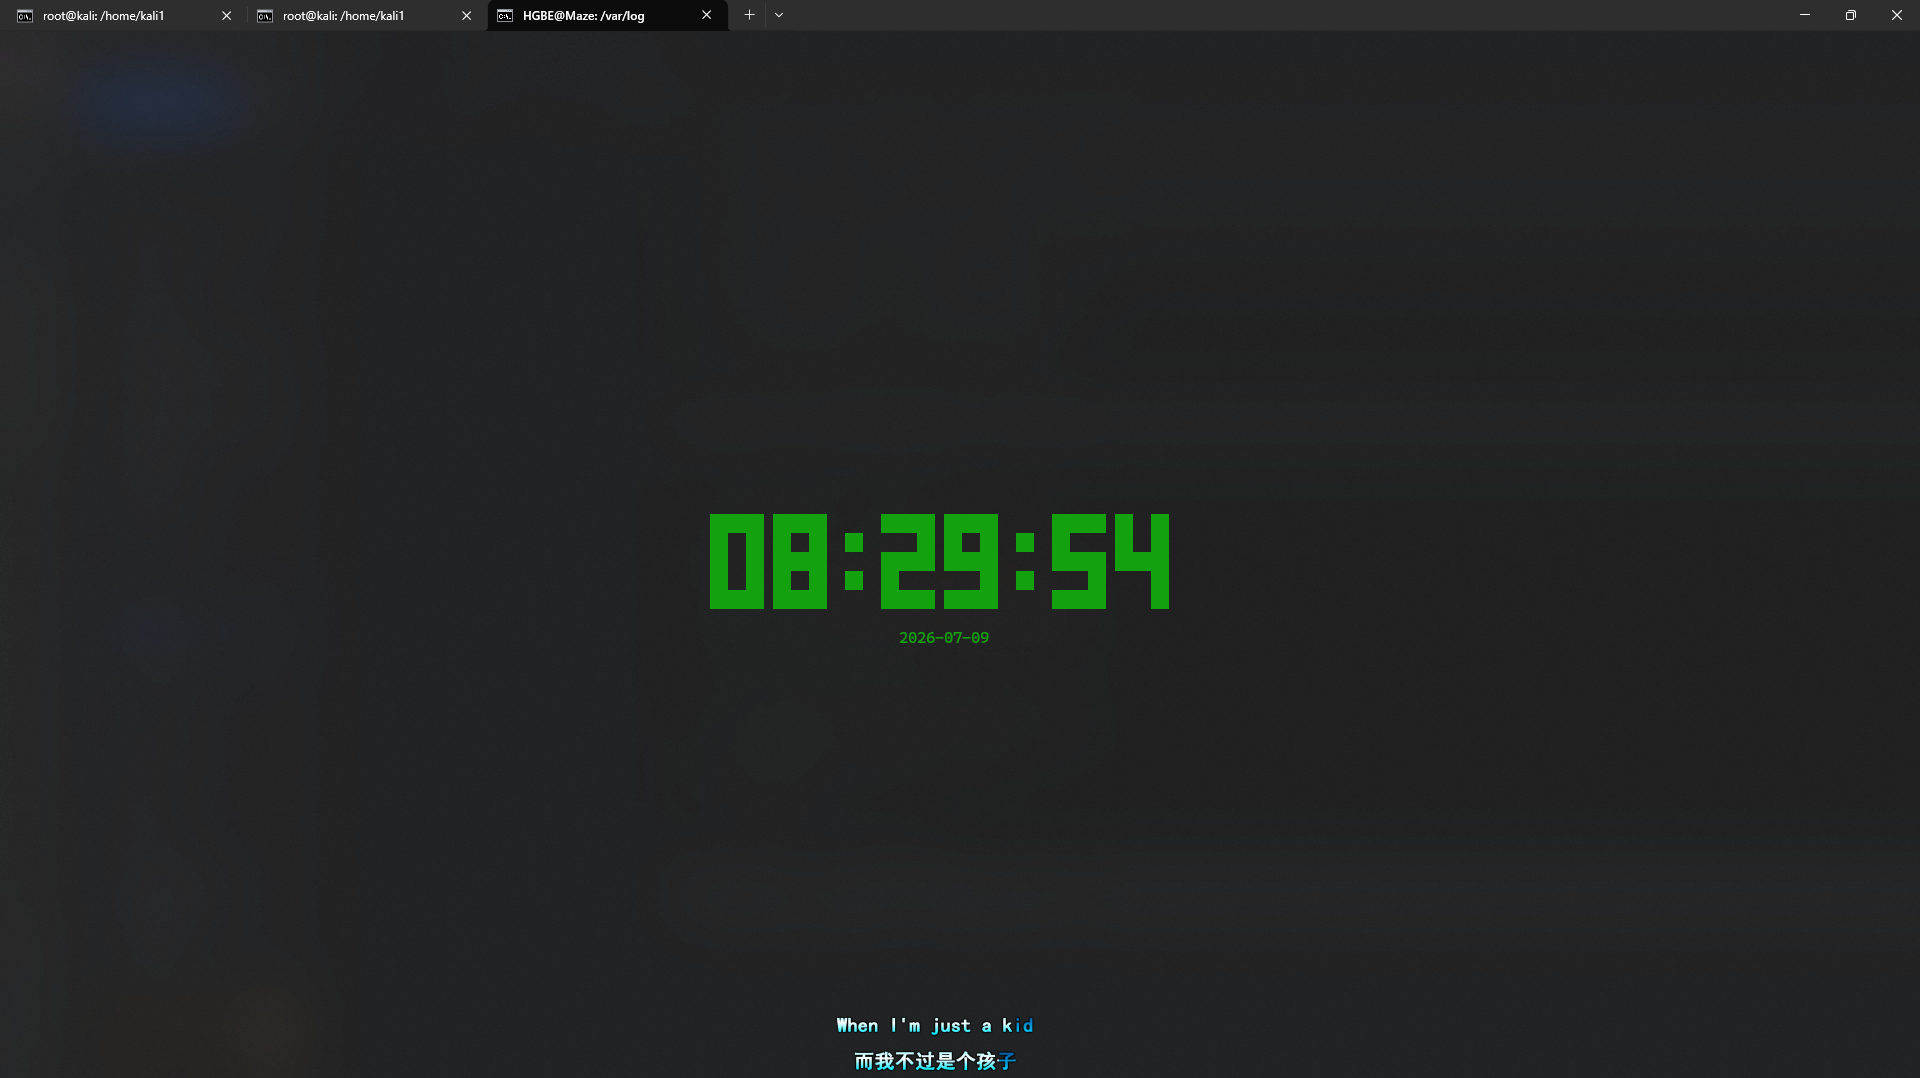 root@kali: /home/kali1
root@kali: /home/kali1
HGBE@Maze: /var/log
08:29:54
2026-07-09
When I'm just a kid
而我不过是个孩子